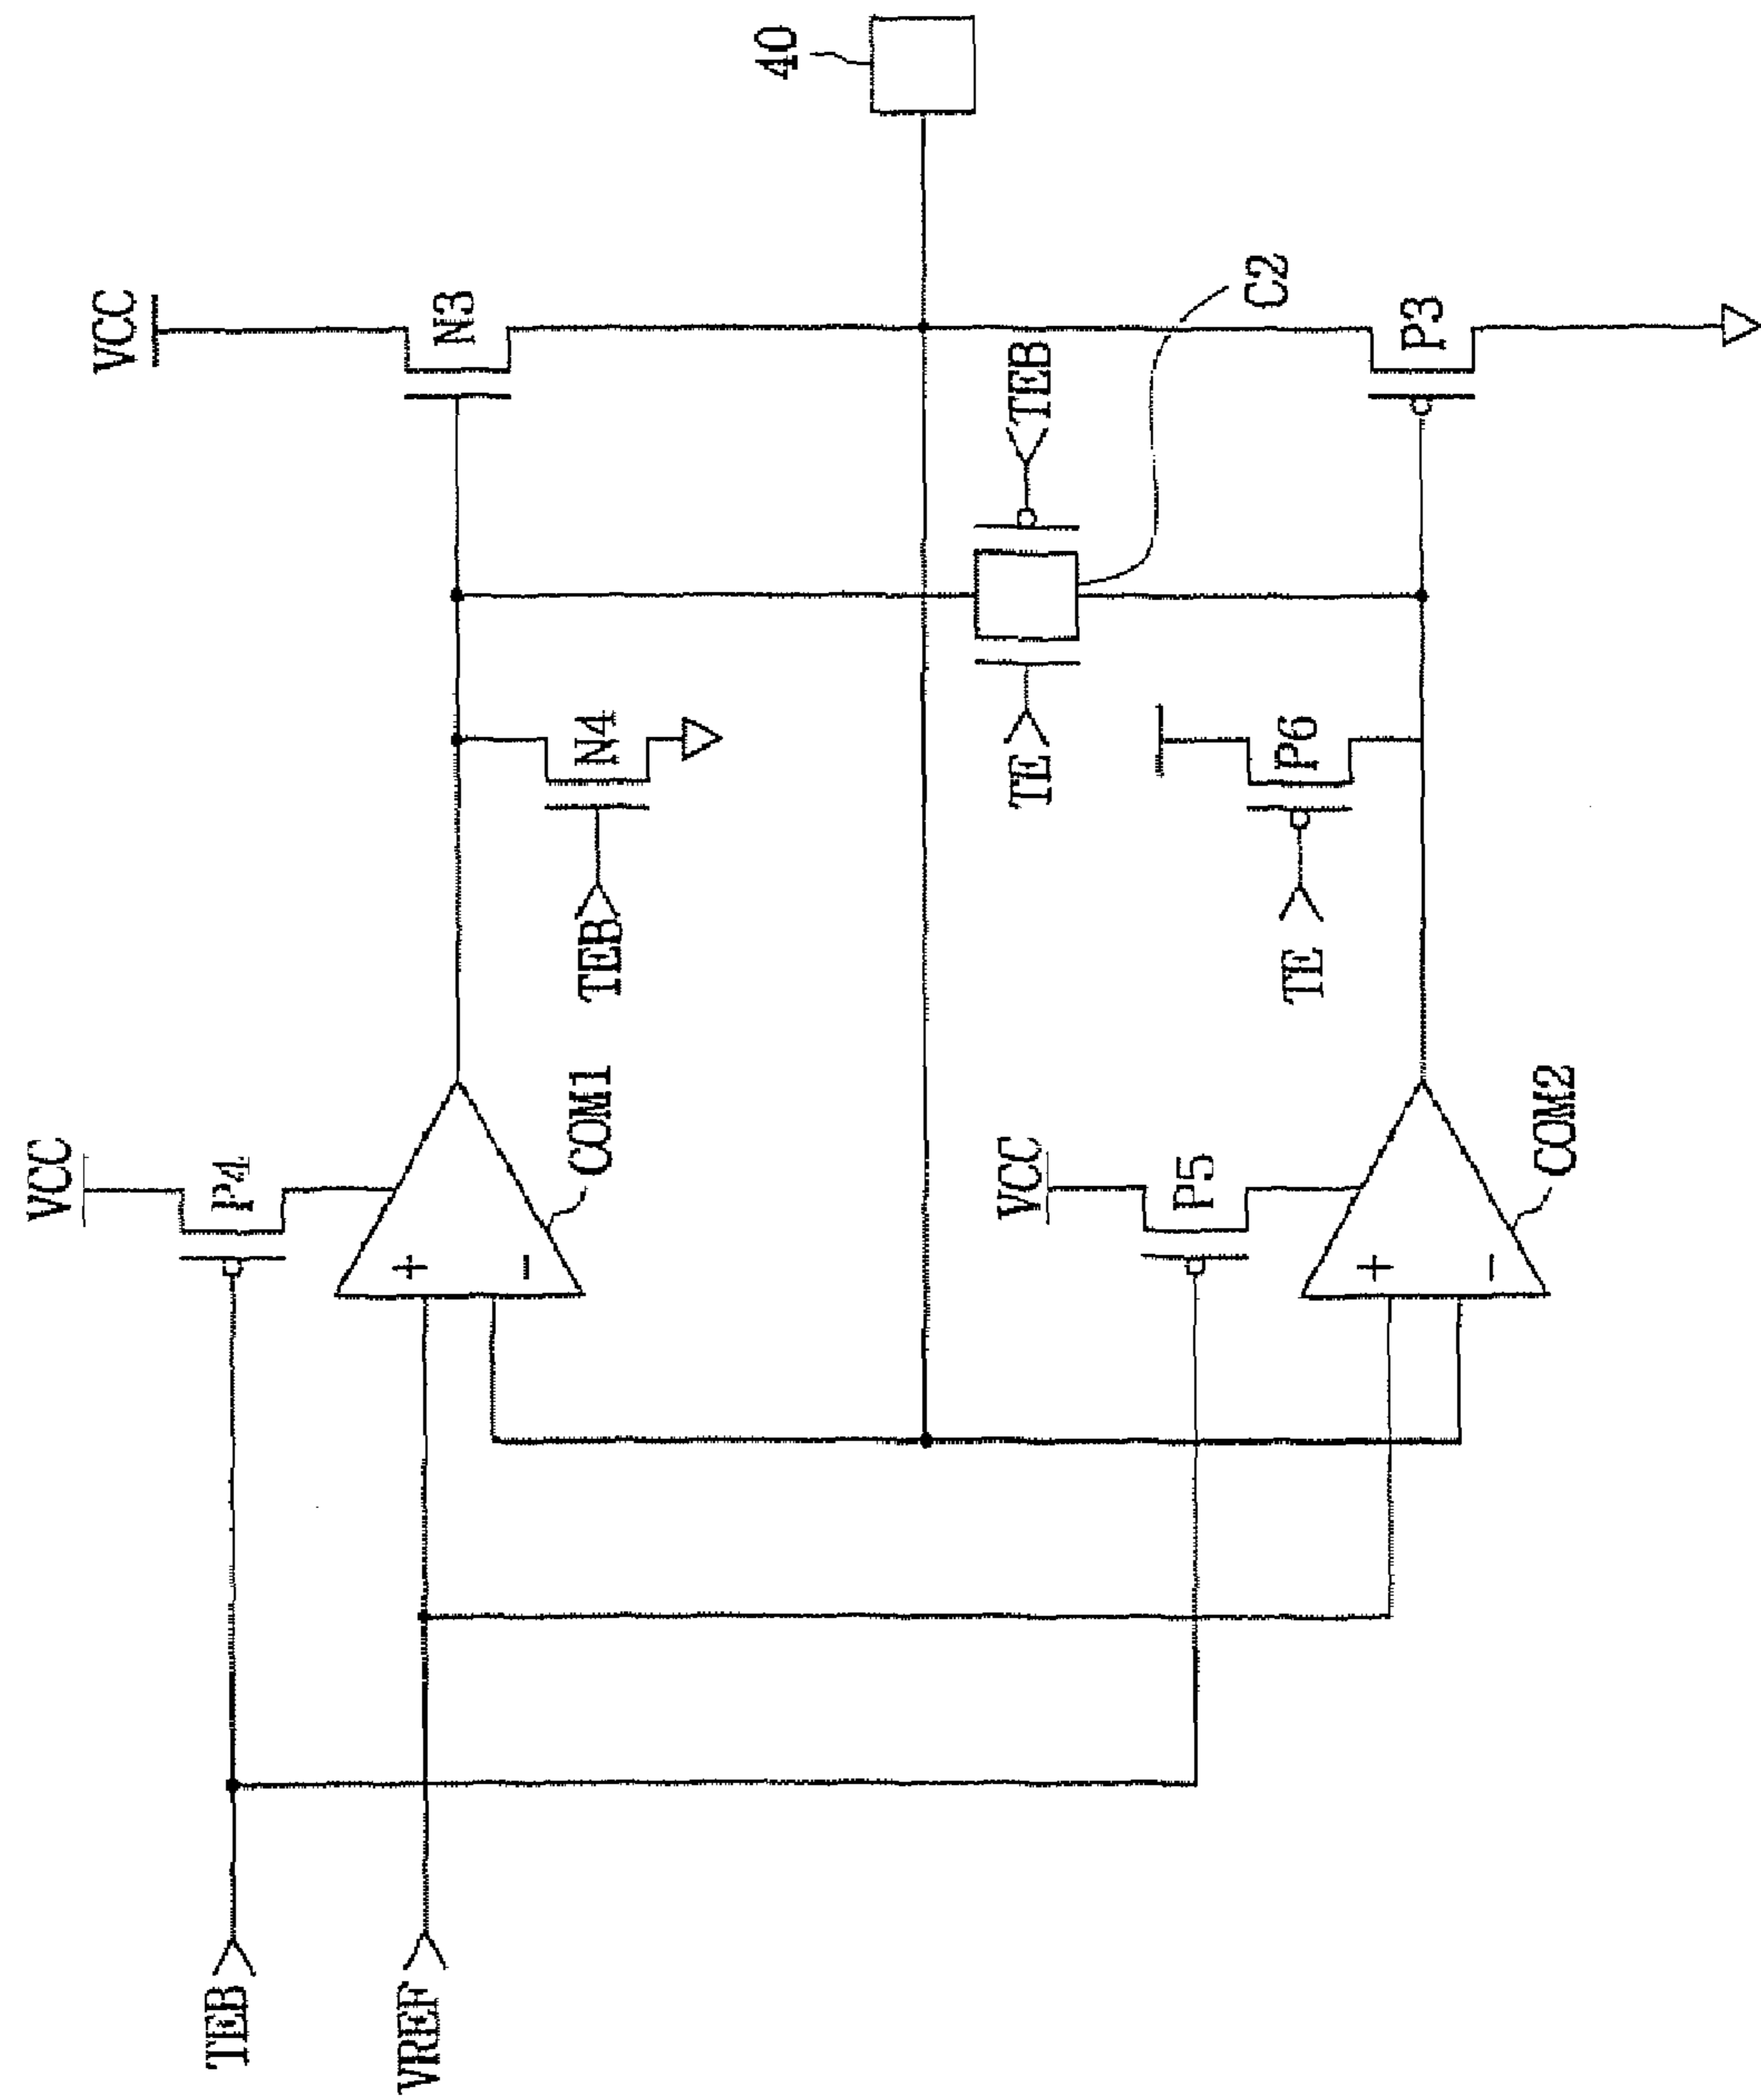 VCC
40
N3
VCC
P4
TEB
C2
N4
TE
TEB
COM1
VCC
P5
P6
TE
P3
COM2
+
-
+
-
TEB
VREF